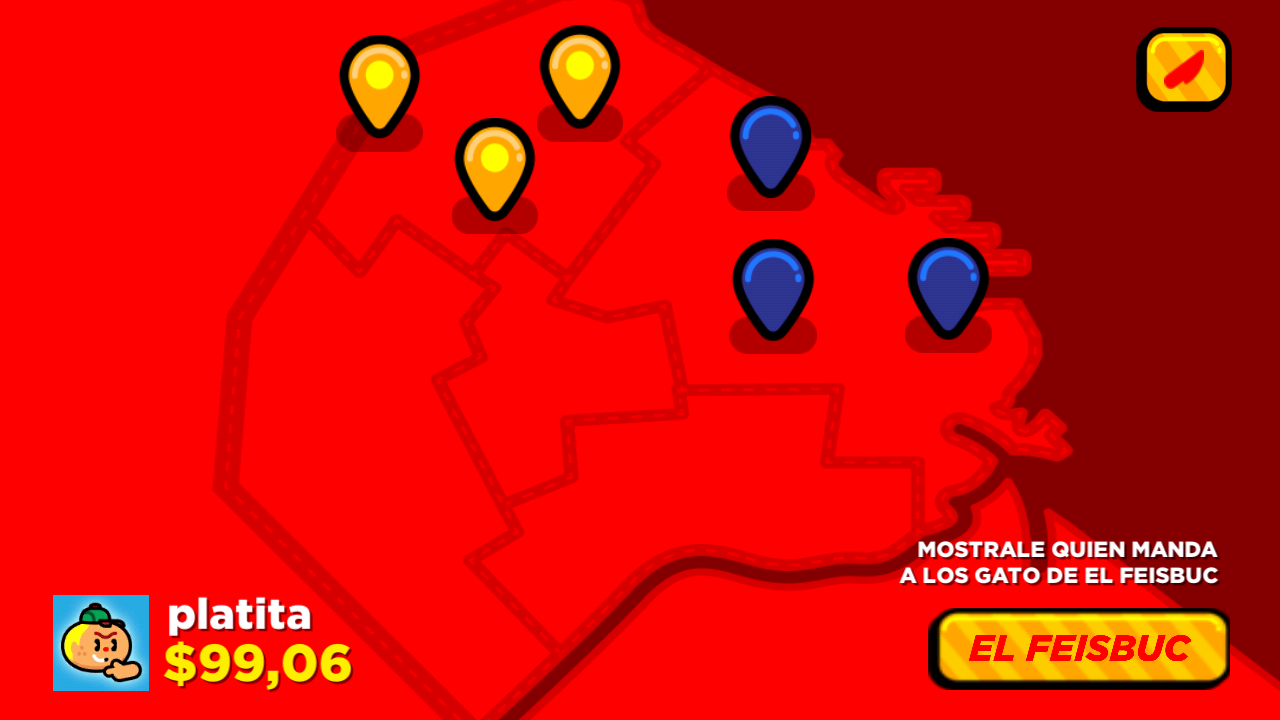 MOSTRALE QUIEN MANDA
A LOS GATO DE EL FEISBUC
platita
$99,06
EL FEISBUC